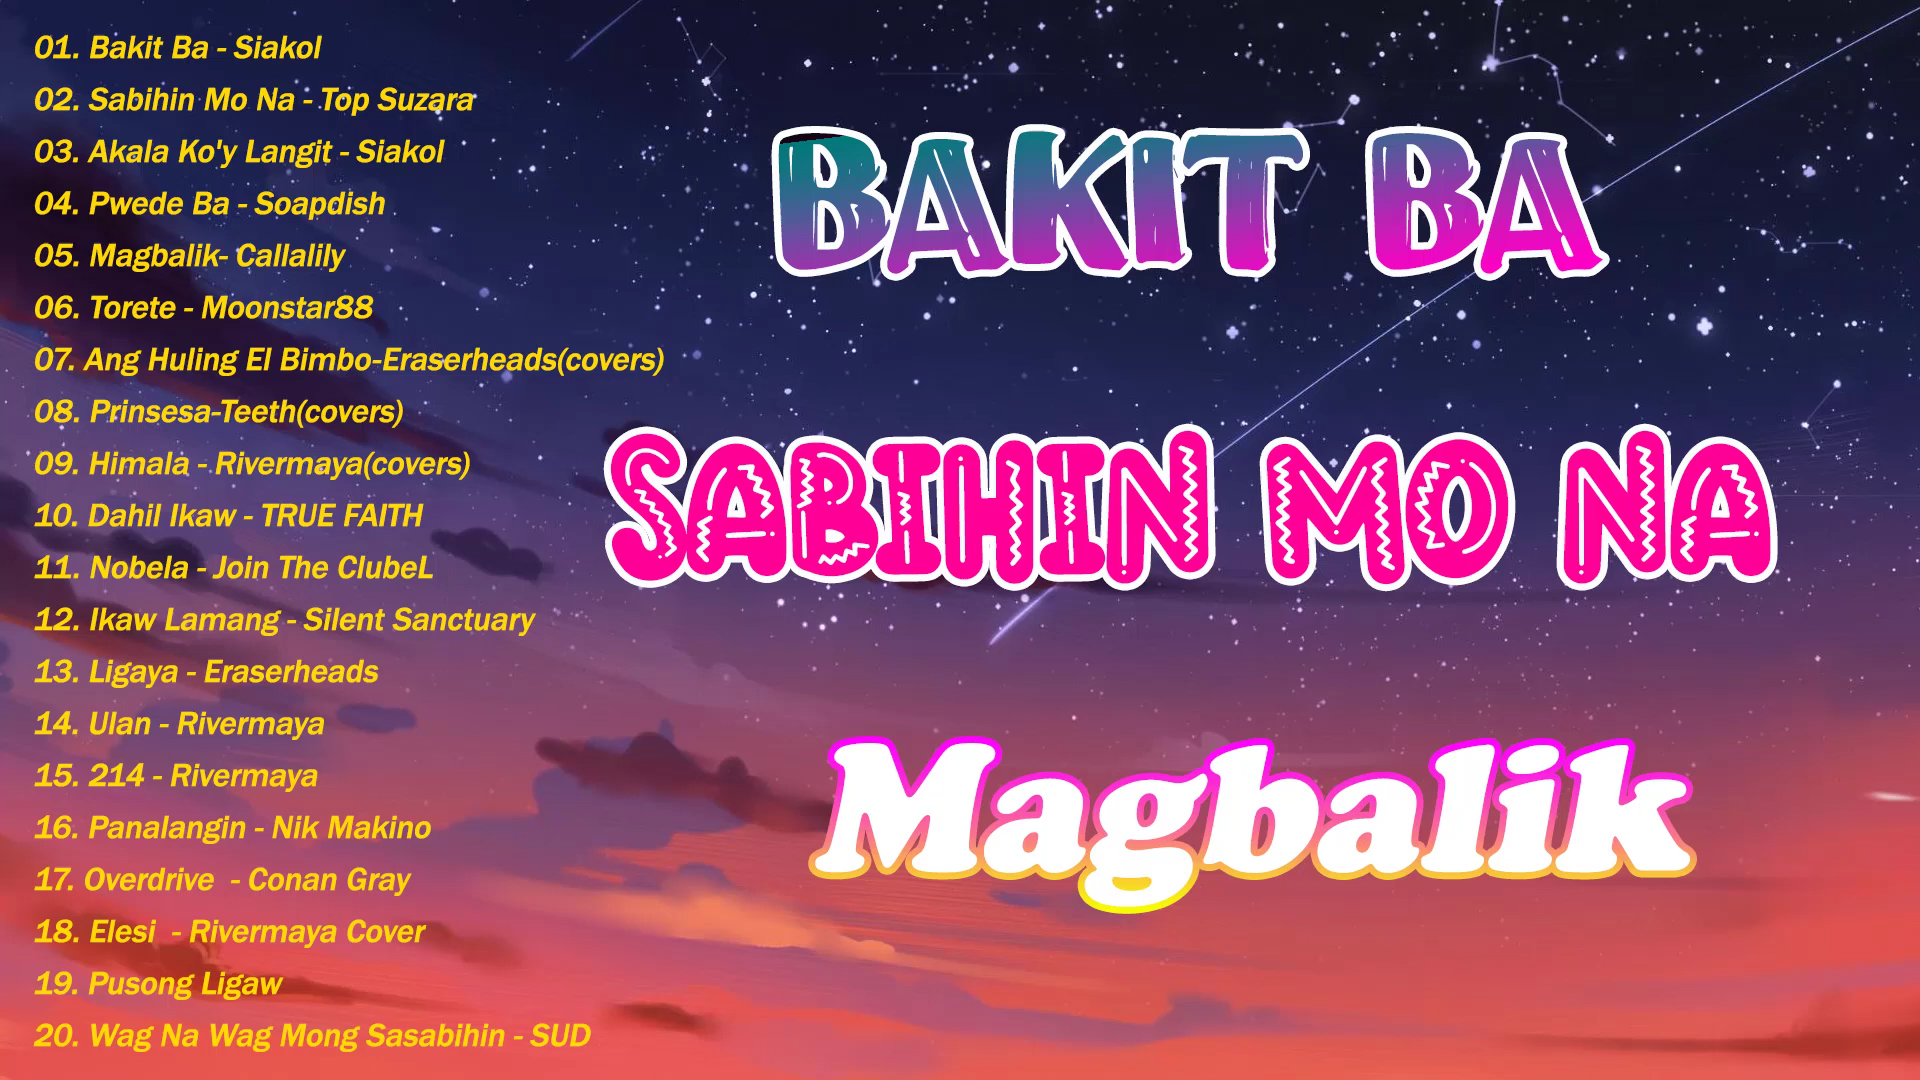 01. Bakit Ba - Siakol
02. Sabihin Mo Na - Top Suzara
03. Akala Ko'y Langit - Siakol
04. Pwede Ba - Soapdish
05. Magbalik- Callalily
06. Torete - Moonstar88
07. Ang Huling El Bimbo-Eraserheads(covers)
08. Prinsesa-Teeth(covers)
09. Himala - Rivermaya(covers)
10. Dahil Ikaw - TRUE FAITH
11. Nobela - Join The ClubeL
12. Ikaw Lamang - Silent Sanctuary
13. Ligaya - Eraserheads
14. Ulan - Rivermaya
15. 214 - Rivermaya
16. Panalangin - Nik Makino
17. Overdrive  - Conan Gray
18. Elesi  - Rivermaya Cover
19. Pusong Ligaw
20. Wag Na Wag Mong Sasabihin - SUD
BAKIT BA
SABIHIN MO NA
Magbalik